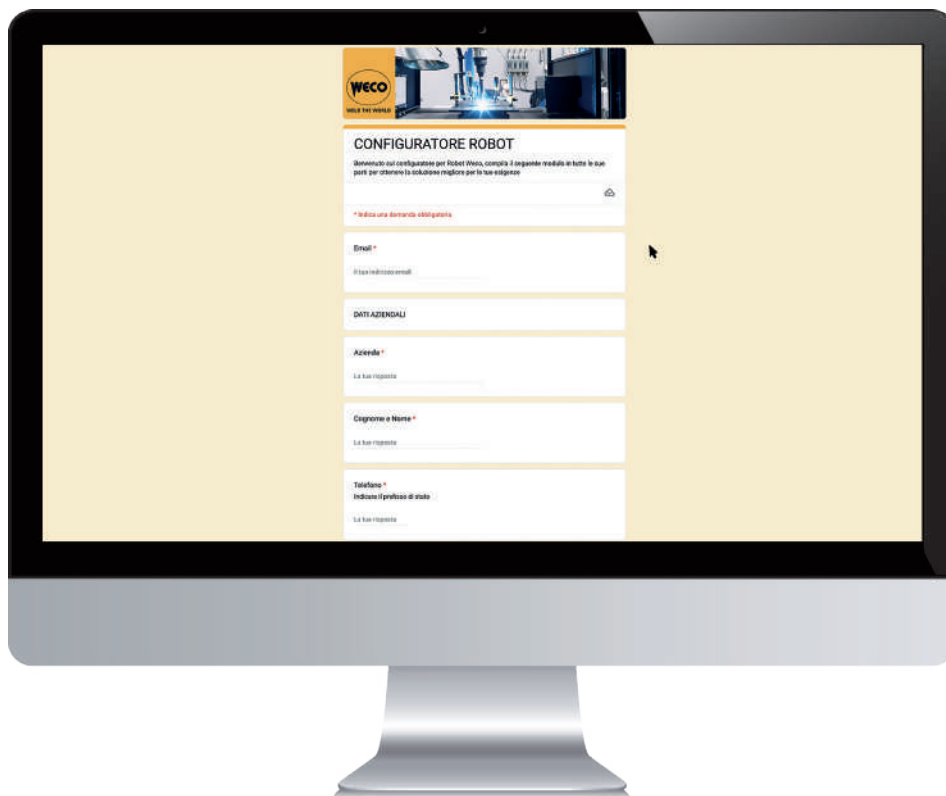 WECO
WELD THE WORLD
CONFIGURATORE ROBOT
Benvenuto sul configuratore per Robot Weco, compila il seguente modulo in tutte le sue
parti per ottenere la soluzione migliore per le tue esigenze
* Indica una domanda obbligatoria
Email *
Il tuo indirizzo email
DATI AZIENDALI
Azienda *
La tua risposta
Cognome e Nome *
La tua risposta
Telefono *
Indicare il prefisso di stato
La tua risposta